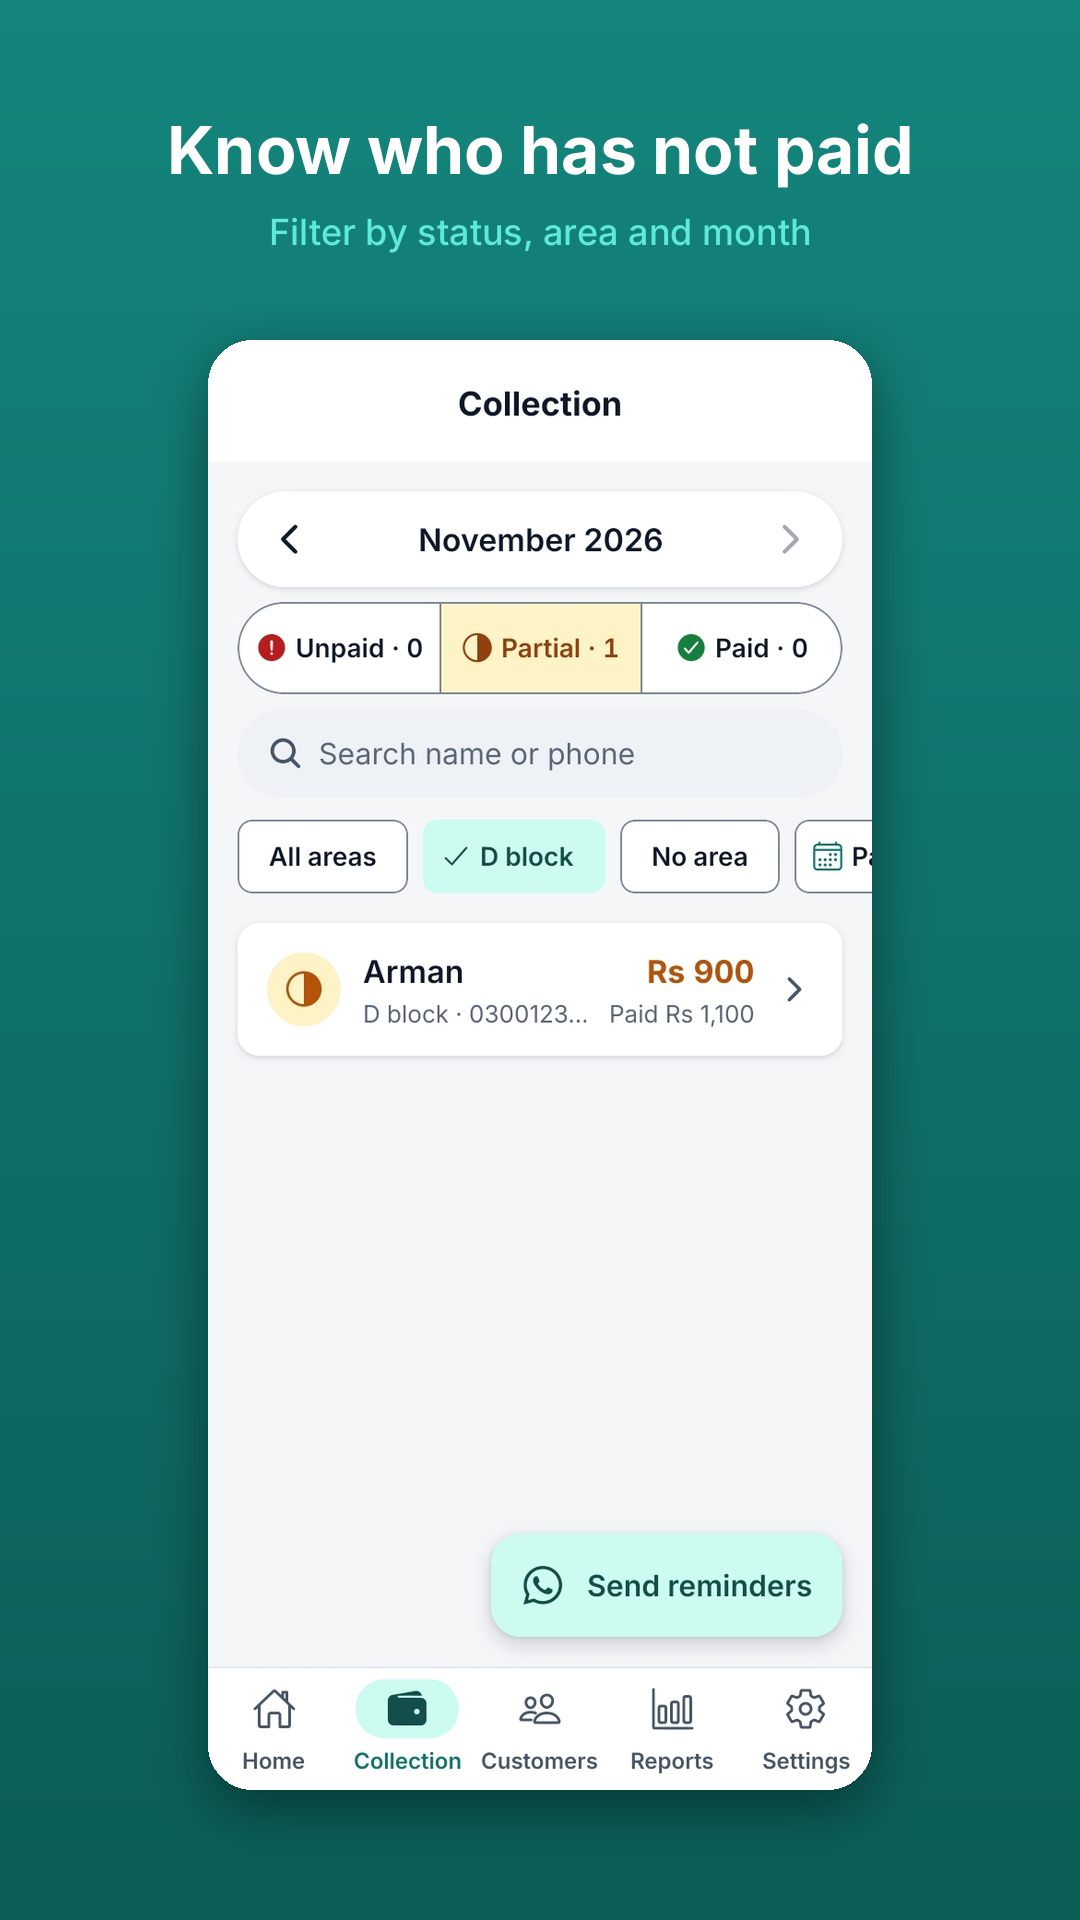 Know who has not paid
Filter by status, area and month
Collection
November 2026
Unpaid · 0
Partial · 1
Paid · 0
Search name or phone
All areas
D block
No area
Pa
Arman
Rs 900
D block · 0300123...
Paid Rs 1,100
Send reminders
Home
Collection
Customers
Reports
Settings